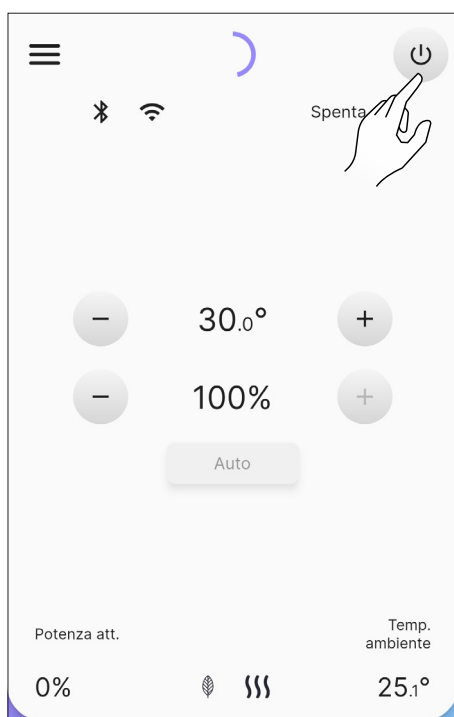 Spenta
30.0°
100%
Auto
Potenza att.
Temp.
ambiente
0%
25.1°